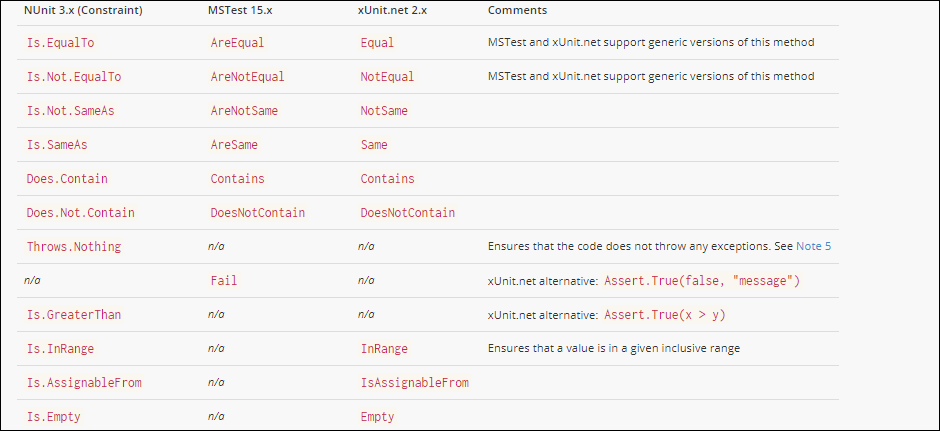 NUnit 3.x (Constraint) MSTest 15.x xUnit.net 2.x Comments
Is.EqualTo AreEqual Equal MSTest and xUnit.net support generic versions of this method
Is.Not.EqualTo AreNotEqual NotEqual MSTest and xUnit.net support generic versions of this method
Is.Not.SameAs AreNotSame NotSame
Is.SameAs AreSame Same
Does.Contain Contains Contains
Does.Not.Contain DoesNotContain DoesNotContain
Throws.Nothing n/a n/a Ensures that the code does not throw any exceptions. See Note 5
n/a Fail n/a xUnit.net alternative: Assert.True(false, "message")
Is.GreaterThan n/a n/a xUnit.net alternative: Assert.True(x > y)
Is.InRange n/a InRange Ensures that a value is in a given inclusive range
Is.AssignableFrom n/a IsAssignableFrom
Is.Empty n/a Empty